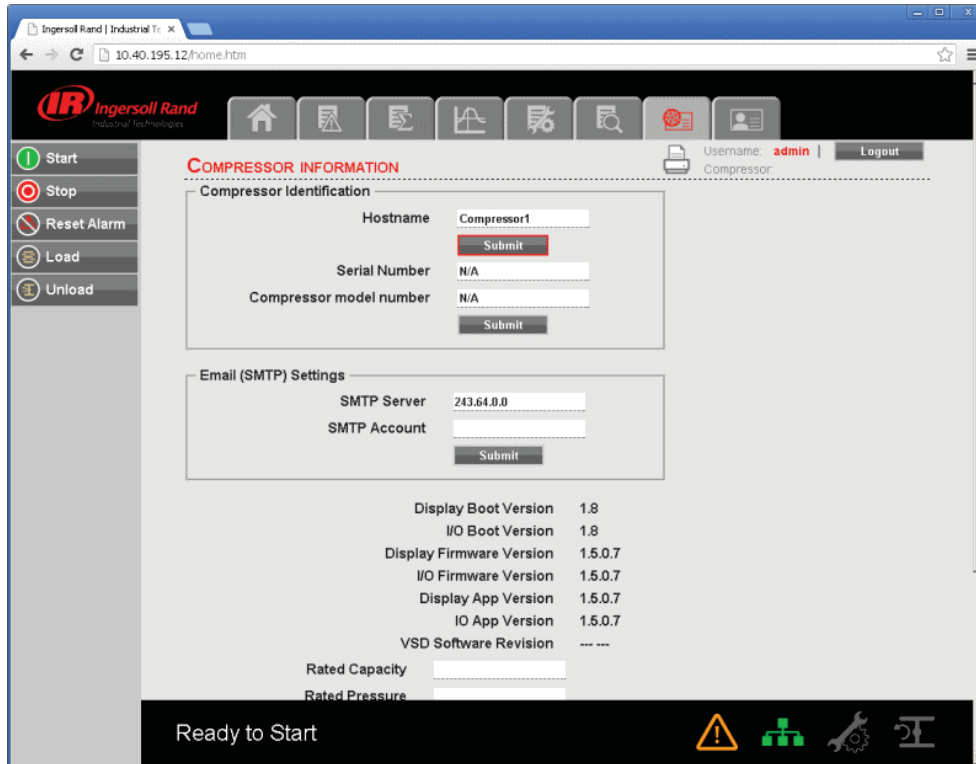 Ingersoll Rand | Industrial Te
10.40.195.12/home.htm
IR Ingersoll Rand
Industrial Technologies
Username: admin | Logout
Compressor:
Start
Stop
Reset Alarm
Load
Unload
COMPRESSOR INFORMATION
Compressor Identification
Hostname Compressor1
Submit
Serial Number N/A
Compressor model number N/A
Submit
Email (SMTP) Settings
SMTP Server 243.64.0.0
SMTP Account
Submit
Display Boot Version 1.8
I/O Boot Version 1.8
Display Firmware Version 1.5.0.7
I/O Firmware Version 1.5.0.7
Display App Version 1.5.0.7
IO App Version 1.5.0.7
VSD Software Revision --- ---
Rated Capacity
Rated Pressure
Ready to Start